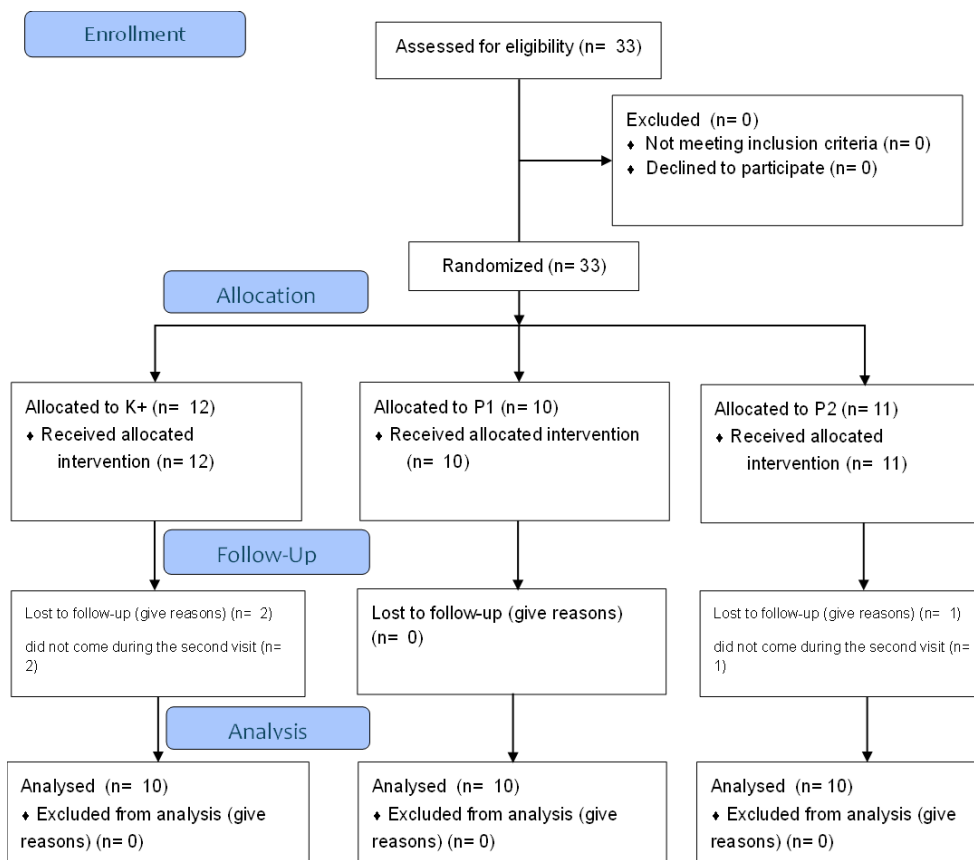 Enrollment
Assessed for eligibility (n= 33)
Excluded (n= 0)
♦ Not meeting inclusion criteria (n= 0)
♦ Declined to participate (n= 0)
Randomized (n= 33)
Allocation
Allocated to K+ (n= 12)
♦ Received allocated
intervention (n= 12)
Allocated to P1 (n= 10)
♦ Received allocated intervention
(n= 10)
Allocated to P2 (n= 11)
♦ Received allocated
intervention (n= 11)
Follow-Up
Lost to follow-up (give reasons) (n= 2)
did not come during the second visit (n=
2)
Lost to follow-up (give reasons)
(n= 0)
Lost to follow-up (give reasons) (n= 1)
did not come during the second visit (n=
1)
Analysis
Analysed (n= 10)
♦ Excluded from analysis (give
reasons) (n= 0)
Analysed (n= 10)
♦ Excluded from analysis (give
reasons) (n= 0)
Analysed (n= 10)
♦ Excluded from analysis (give
reasons) (n= 0)